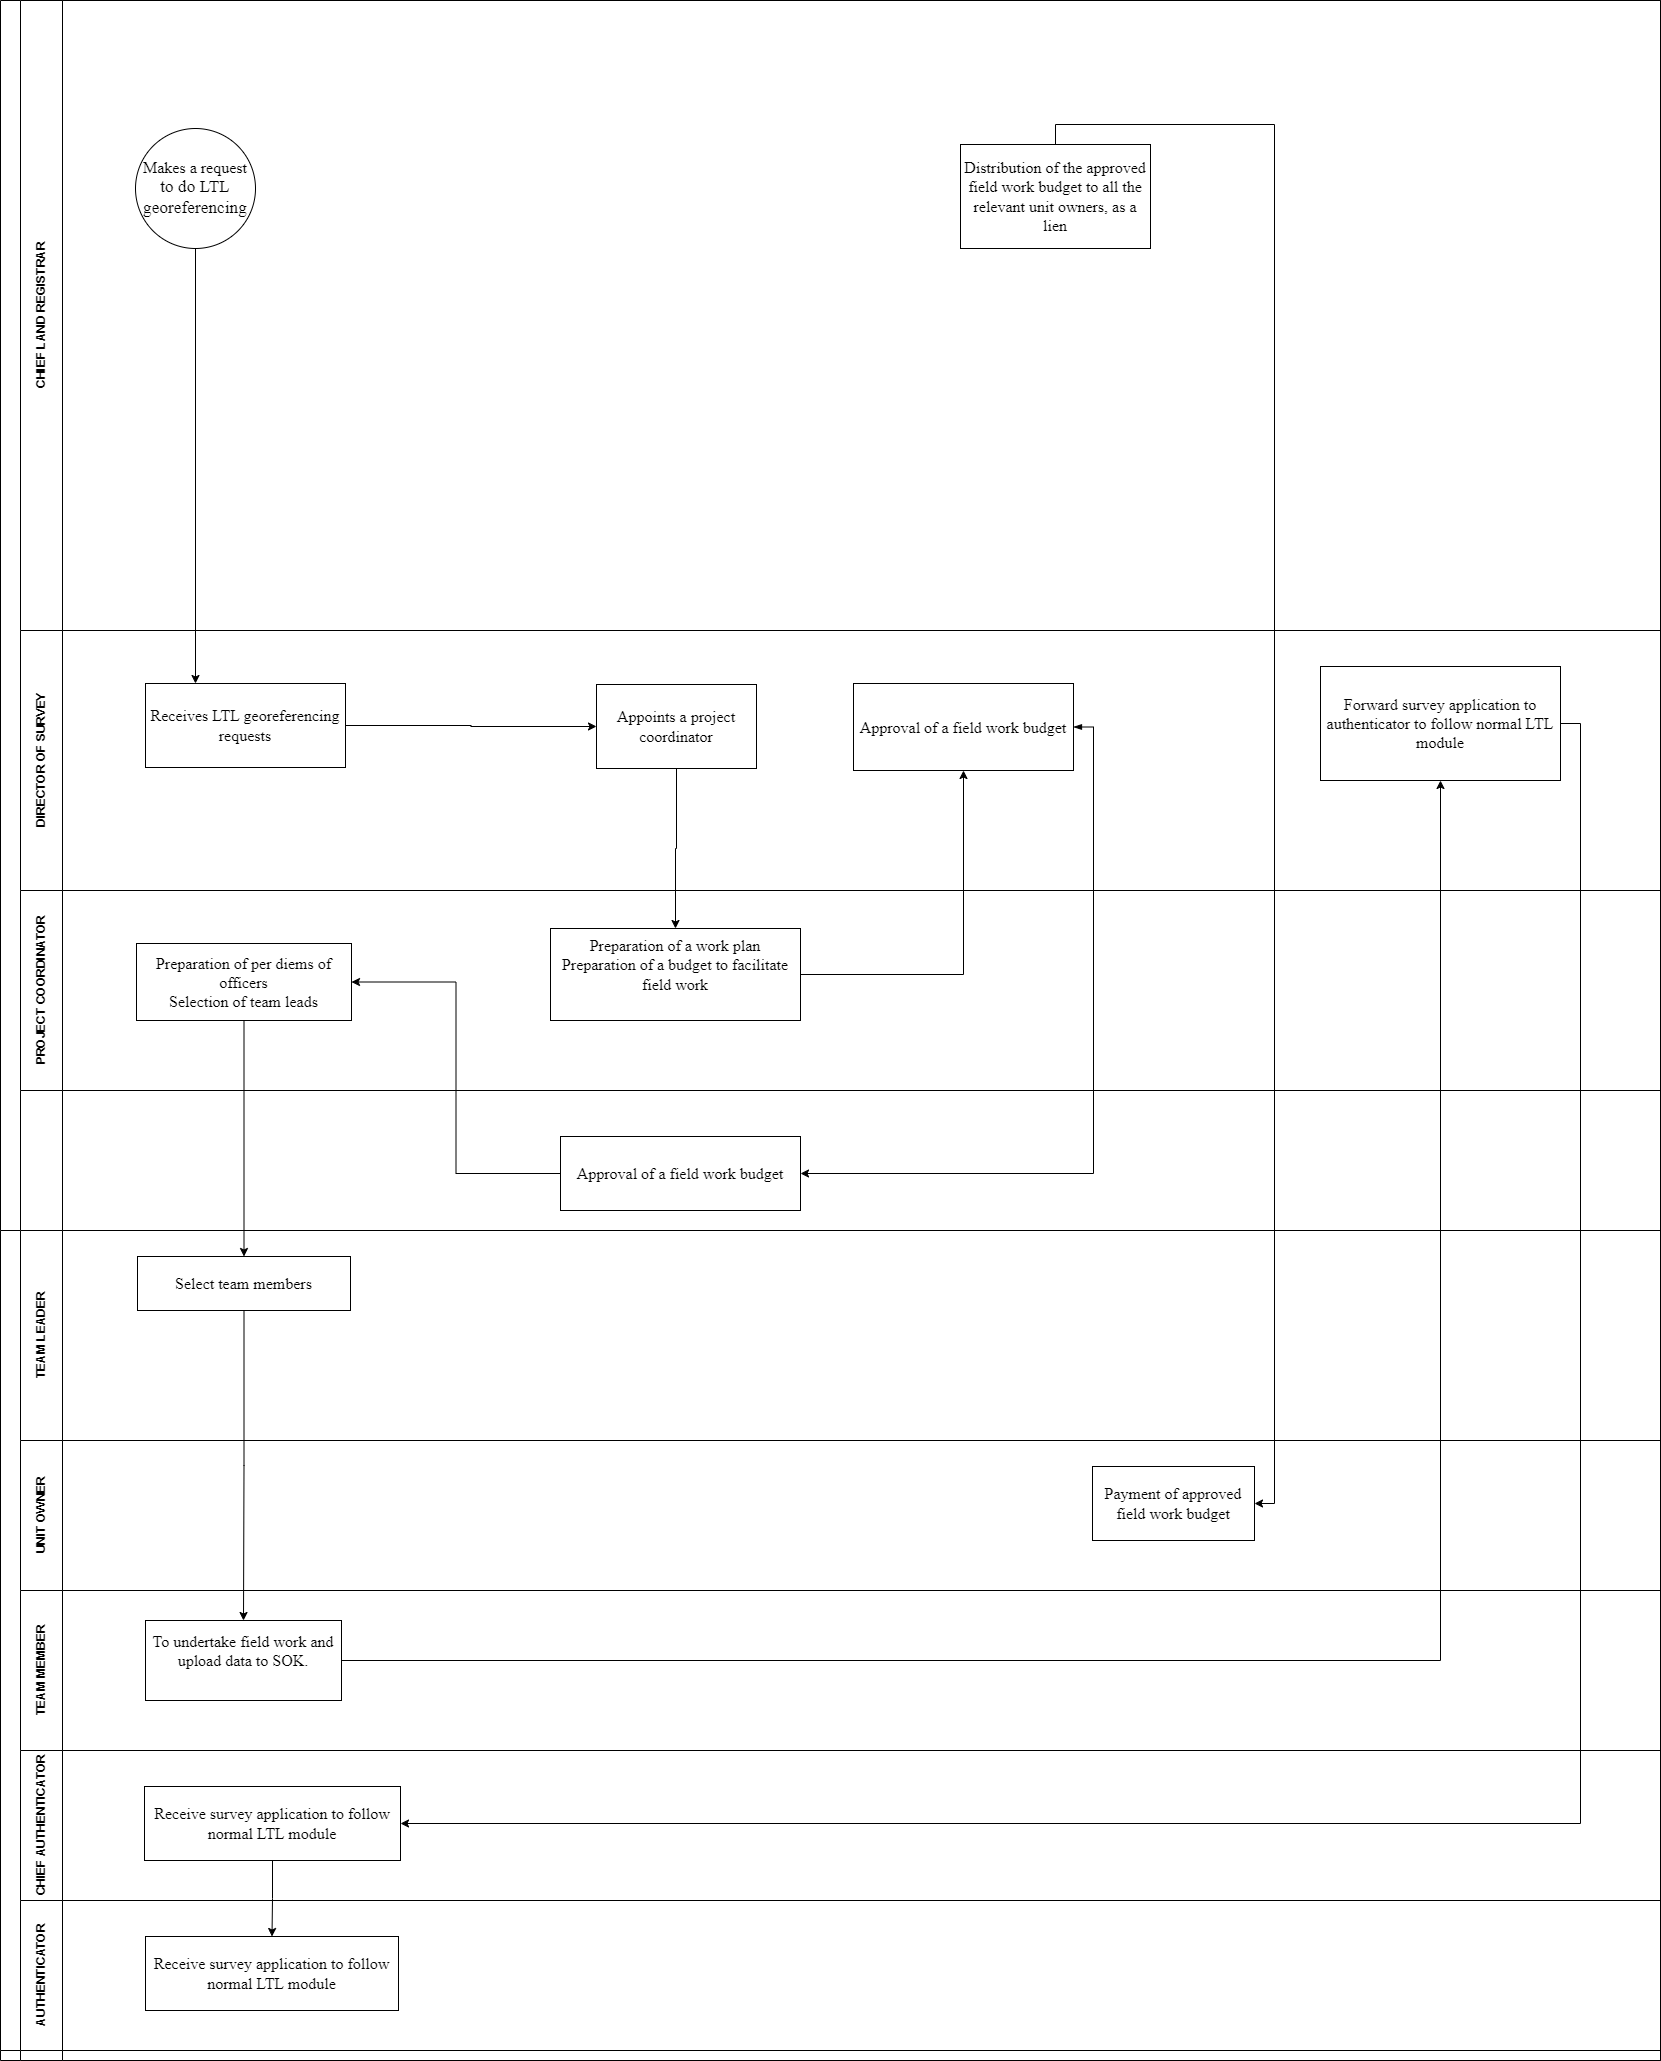 CHIEF LAND REGISTRAR
Makes a request
to do LTL
georeferencing
Distribution of the approved
field work budget to all the
relevant unit owners, as a
lien
DIRECTOR OF SURVEY
Receives LTL georeferencing
requests
Appoints a project
coordinator
Approval of a field work budget
Forward survey application to
authenticator to follow normal LTL
module
PROJECT COORDINATOR
Preparation of per diems of
officers
Selection of team leads
Preparation of a work plan
Preparation of a budget to facilitate
field work
Approval of a field work budget
TEAM LEADER
Select team members
UNIT OWNER
Payment of approved
field work budget
TEAM MEMBER
To undertake field work and
upload data to SOK.
CHIEF AUTHENTICATOR
Receive survey application to follow
normal LTL module
AUTHENTICATOR
Receive survey application to follow
normal LTL module